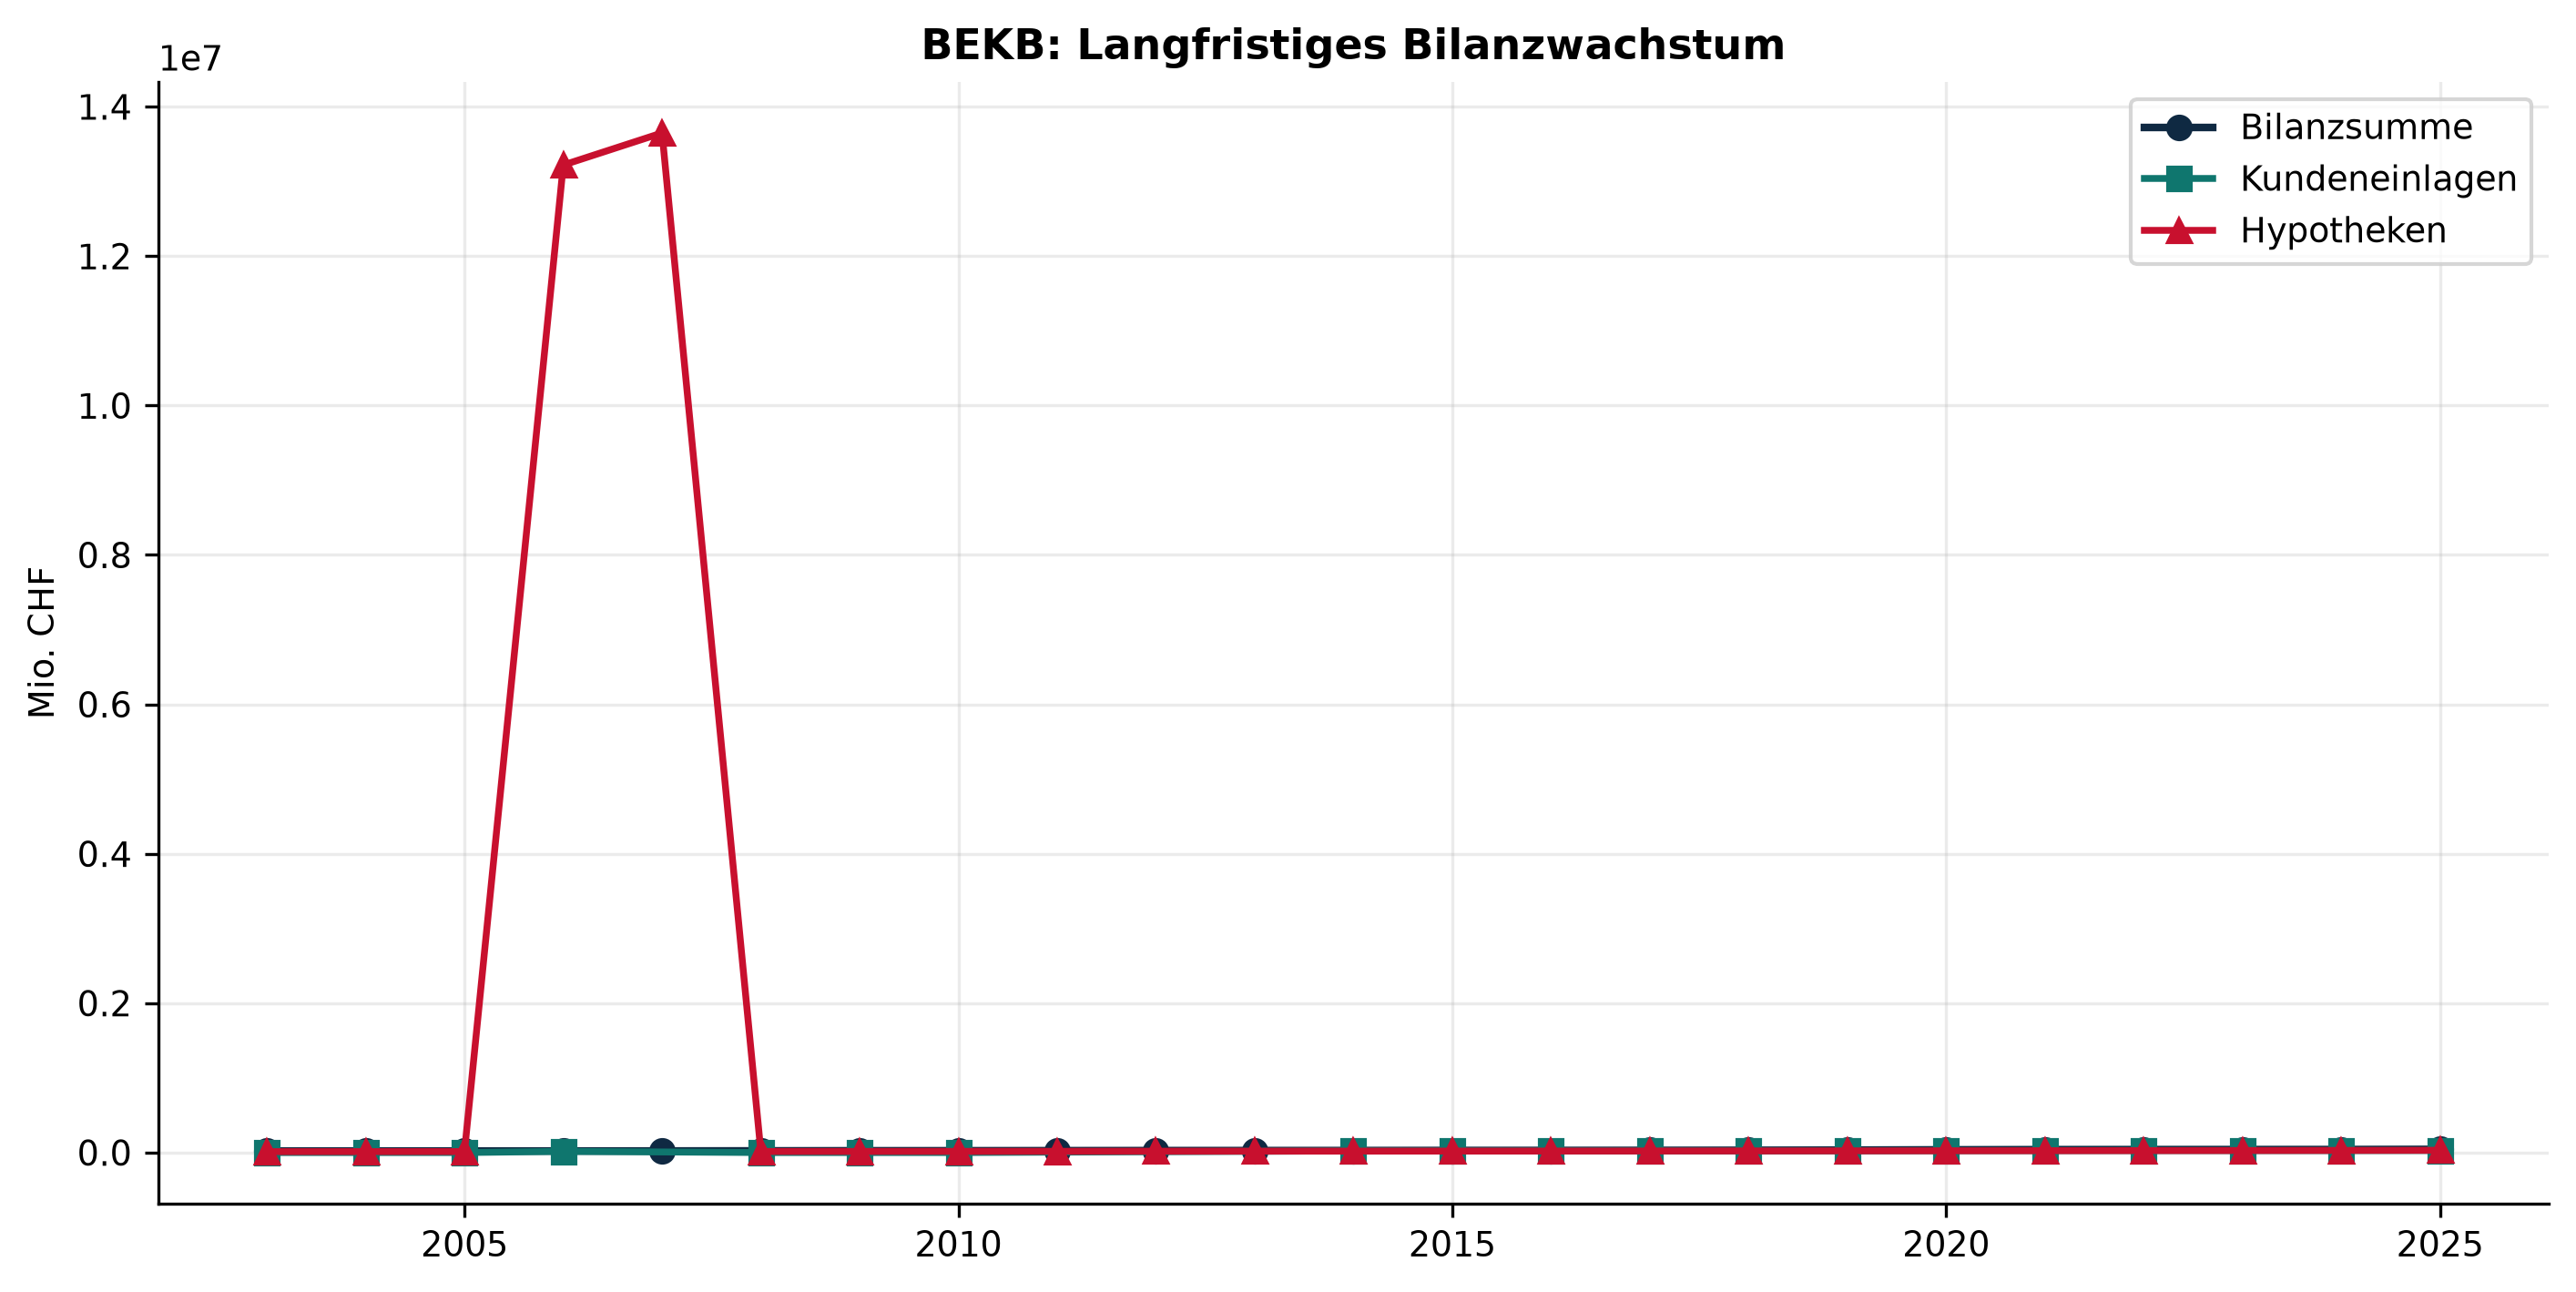 BEKB: Langfristiges Bilanzwachstum
1e7
1.4
1.2
1.0
0.8
0.6
0.4
0.2
0.0
Mio. CHF
Bilanzsumme
Kundeneinlagen
Hypotheken
2005 2010 2015 2020 2025